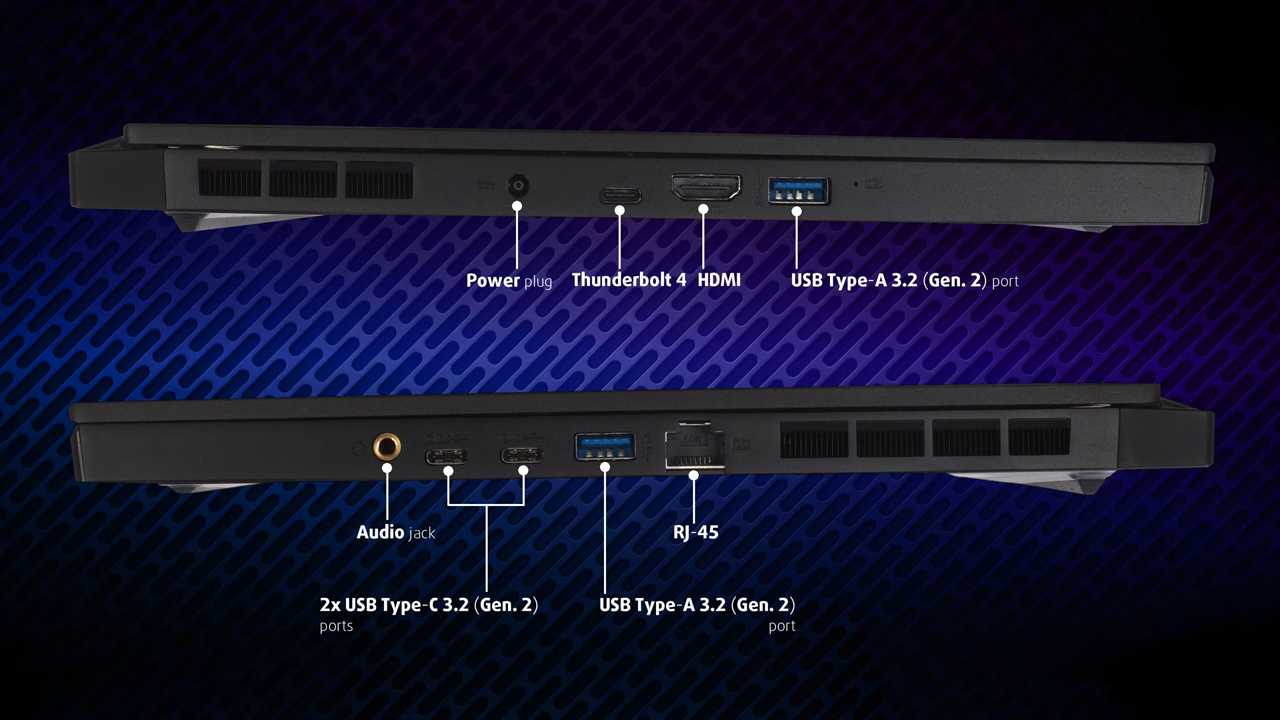 Power plug
Thunderbolt 4
HDMI
USB Type-A 3.2 (Gen. 2) port
Audio jack
RJ-45
2x USB Type-C 3.2 (Gen. 2)
ports
USB Type-A 3.2 (Gen. 2)
port